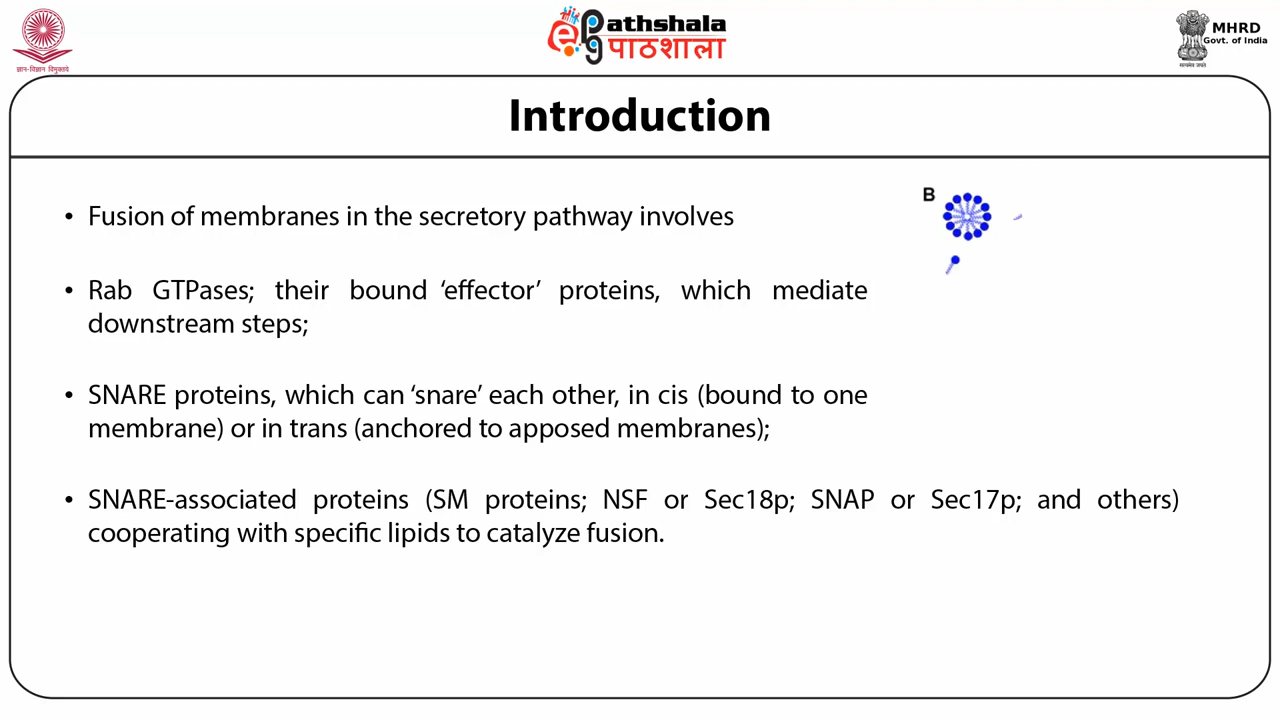 ज्ञान-विज्ञान विमुक्तये
ePathshala
पाठशाला
MHRD
Govt. of India
सत्यमेव जयते
Introduction
• Fusion of membranes in the secretory pathway involves
• Rab GTPases; their bound ‘effector’ proteins, which mediate
downstream steps;
• SNARE proteins, which can ‘snare’ each other, in cis (bound to one
membrane) or in trans (anchored to apposed membranes);
• SNARE-associated proteins (SM proteins; NSF or Sec18p; SNAP or Sec17p; and others)
cooperating with specific lipids to catalyze fusion.
B